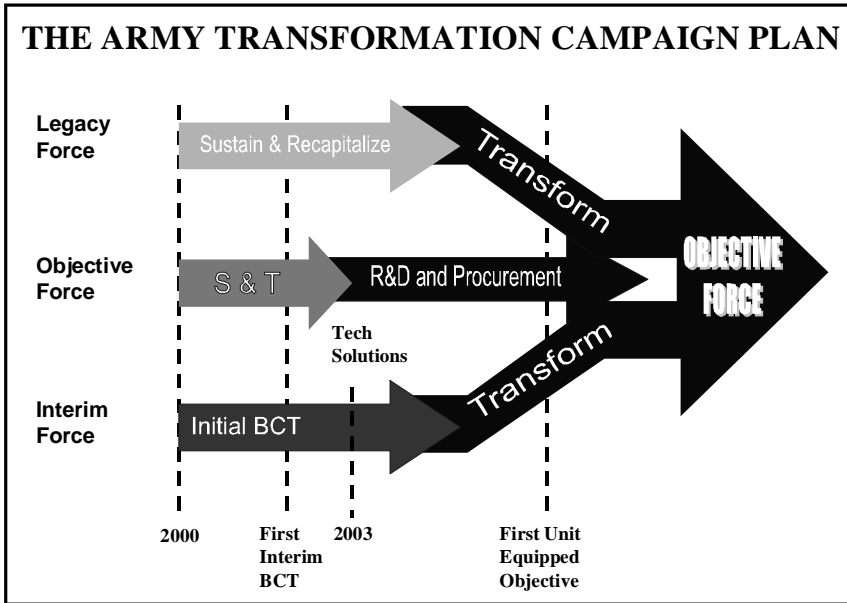 THE ARMY TRANSFORMATION CAMPAIGN PLAN
Legacy
Force
Sustain & Recapitalize
Transform
Objective
Force
S & T
R&D and Procurement
OBJECTIVE
FORCE
Tech
Solutions
Interim
Force
Initial BCT
Transform
2000
First
Interim
BCT
2003
First Unit
Equipped
Objective